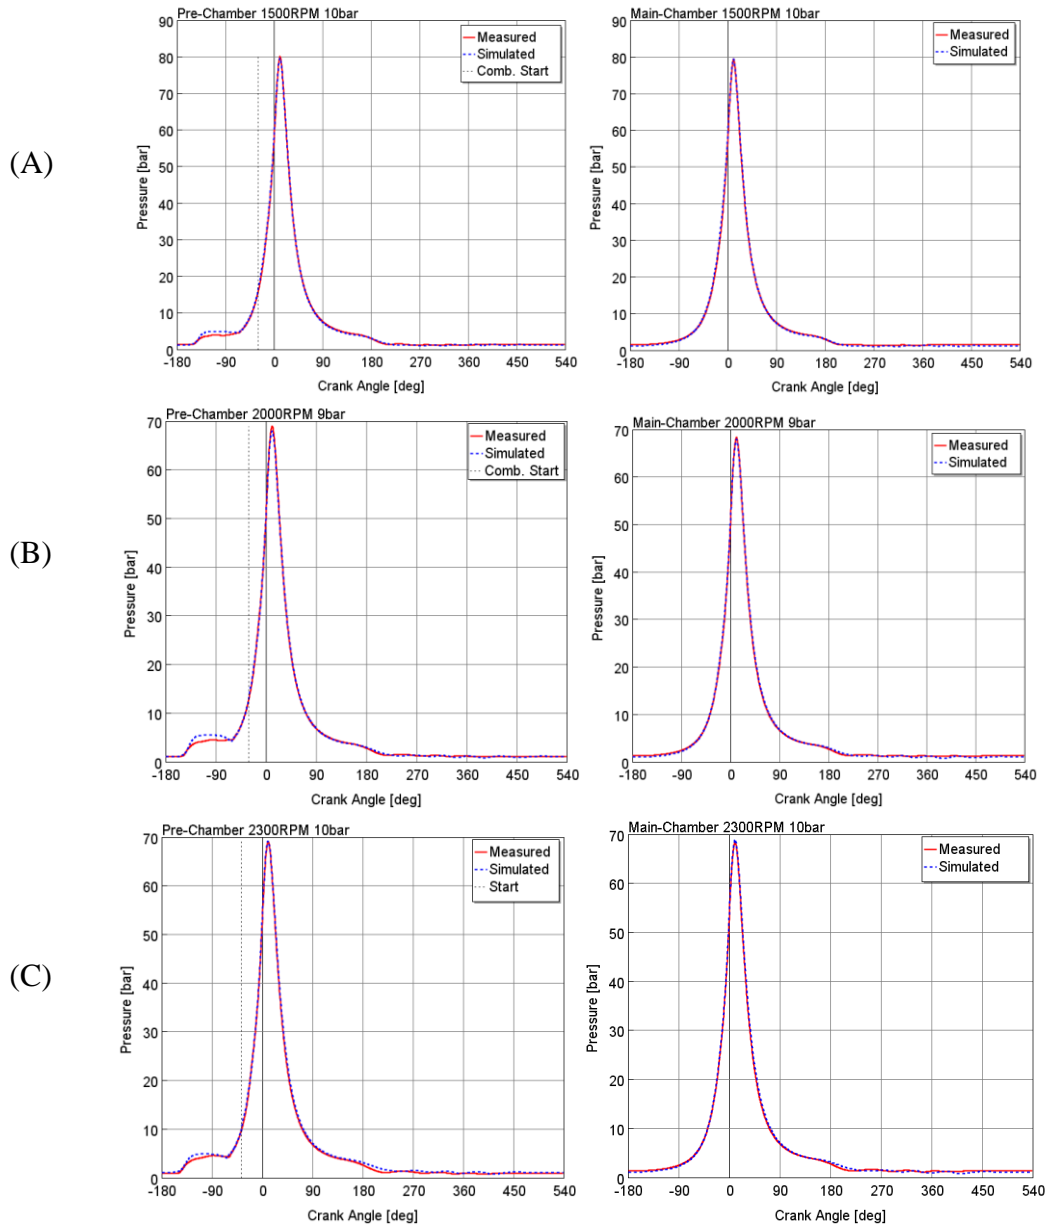 (A)
Pre-Chamber 1500RPM 10bar
Pressure [bar]
90
80
70
60
50
40
30
20
10
0
Measured
Simulated
Comb. Start
-180 -90 0 90 180 270 360 450 540
Crank Angle [deg]
Main-Chamber 1500RPM 10bar
Pressure [bar]
90
80
70
60
50
40
30
20
10
0
Measured
Simulated
-180 -90 0 90 180 270 360 450 540
Crank Angle [deg]
(B)
Pre-Chamber 2000RPM 9bar
Pressure [bar]
70
60
50
40
30
20
10
0
Measured
Simulated
Comb. Start
-180 -90 0 90 180 270 360 450 540
Crank Angle [deg]
Main-Chamber 2000RPM 9bar
Pressure [bar]
70
60
50
40
30
20
10
0
Measured
Simulated
-180 -90 0 90 180 270 360 450 540
Crank Angle [deg]
(C)
Pre-Chamber 2300RPM 10bar
Pressure [bar]
70
60
50
40
30
20
10
0
Measured
Simulated
Start
-180 -90 0 90 180 270 360 450 540
Crank Angle [deg]
Main-Chamber 2300RPM 10bar
Pressure [bar]
70
60
50
40
30
20
10
0
Measured
Simulated
-180 -90 0 90 180 270 360 450 540
Crank Angle [deg]